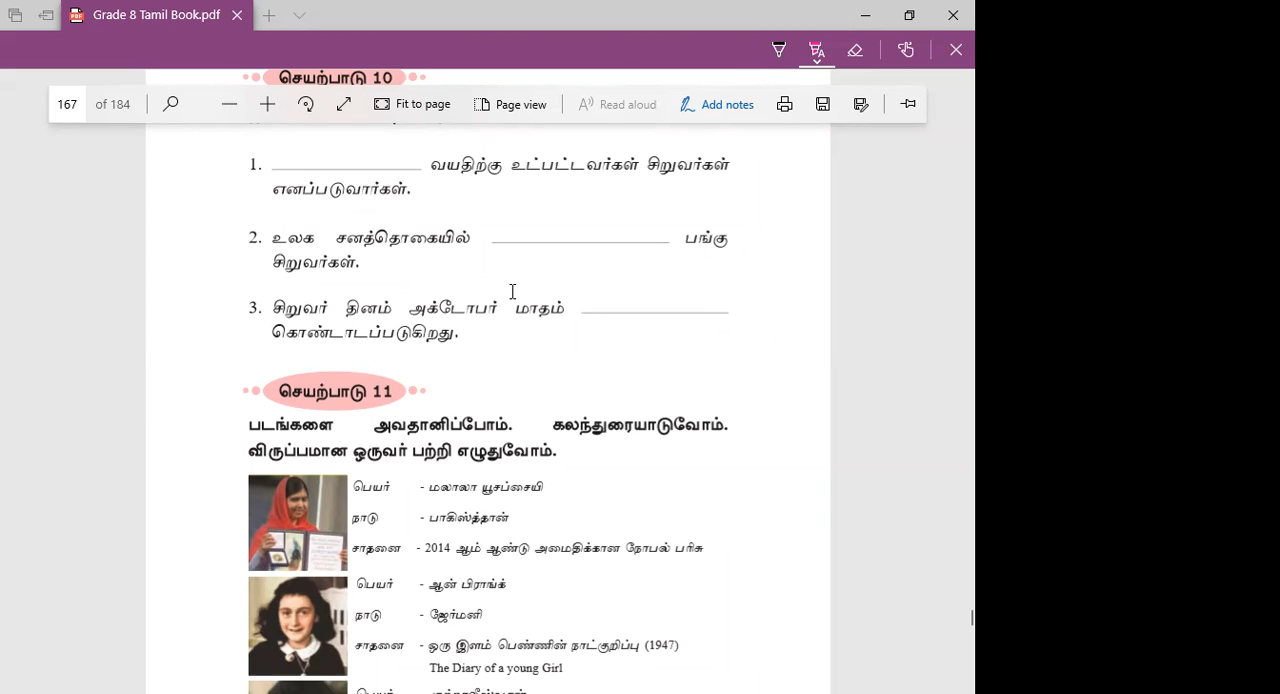 Grade 8 Tamil Book.pdf
செயற்பாடு 10
167 of 184 Fit to page Page view Read aloud Add notes
1. வயதிற்கு உட்பட்டவர்கள் சிறுவர்கள்
எனப்படுவார்கள்.
2. உலக சனத்தொகையில் பங்கு
சிறுவர்கள்.
3. சிறுவர் தினம் அக்டோபர் மாதம்
கொண்டாடப்படுகிறது.
செயற்பாடு 11
படங்களை அவதானிப்போம். கலந்துரையாடுவோம்.
விருப்பமான ஒருவர் பற்றி எழுதுவோம்.
பெயர் - மலாலா யூசப்சையி
நாடு - பாகிஸ்த்தான்
சாதனை - 2014 ஆம் ஆண்டு அமைதிக்கான நோபல் பரிசு
பெயர் - ஆன் பிராங்க்
நாடு - ஜேர்மனி
சாதனை - ஒரு இளம் பெண்ணின் நாட்குறிப்பு (1947)
The Diary of a young Girl